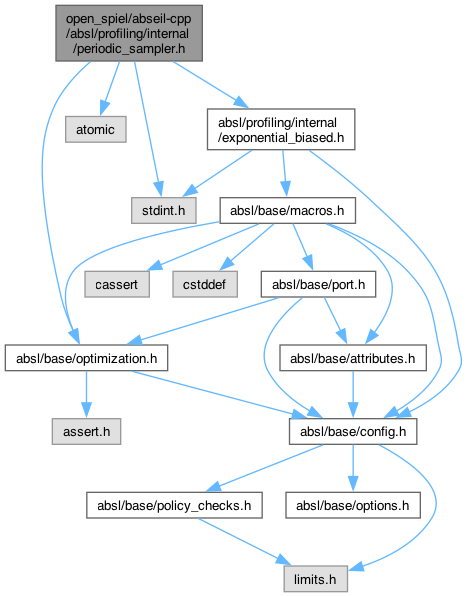 open_spiel/abseil-cpp
/absl/profiling/internal
/periodic_sampler.h
atomic
absl/profiling/internal
/exponential_biased.h
stdint.h
absl/base/macros.h
cassert
cstddef
absl/base/port.h
absl/base/optimization.h
absl/base/attributes.h
assert.h
absl/base/config.h
absl/base/policy_checks.h
absl/base/options.h
limits.h